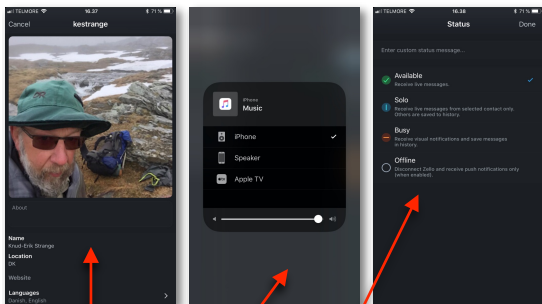 TELMORE 16.37 71 %
Cancel kestrange
About
Name
Knud-Erik Strange
Location
DK
Website
Languages
Danish, English
iPhone
Music
iPhone
Speaker
Apple TV
TELMORE 16.38 71 %
Status Done
Enter custom status message...
Available
Receive live messages.
Solo
Receive live messages from selected contact only.
Others are saved to history.
Busy
Receive visual notifications and save messages
in history.
Offline
Disconnect Zello and receive push notifications only
(when enabled).